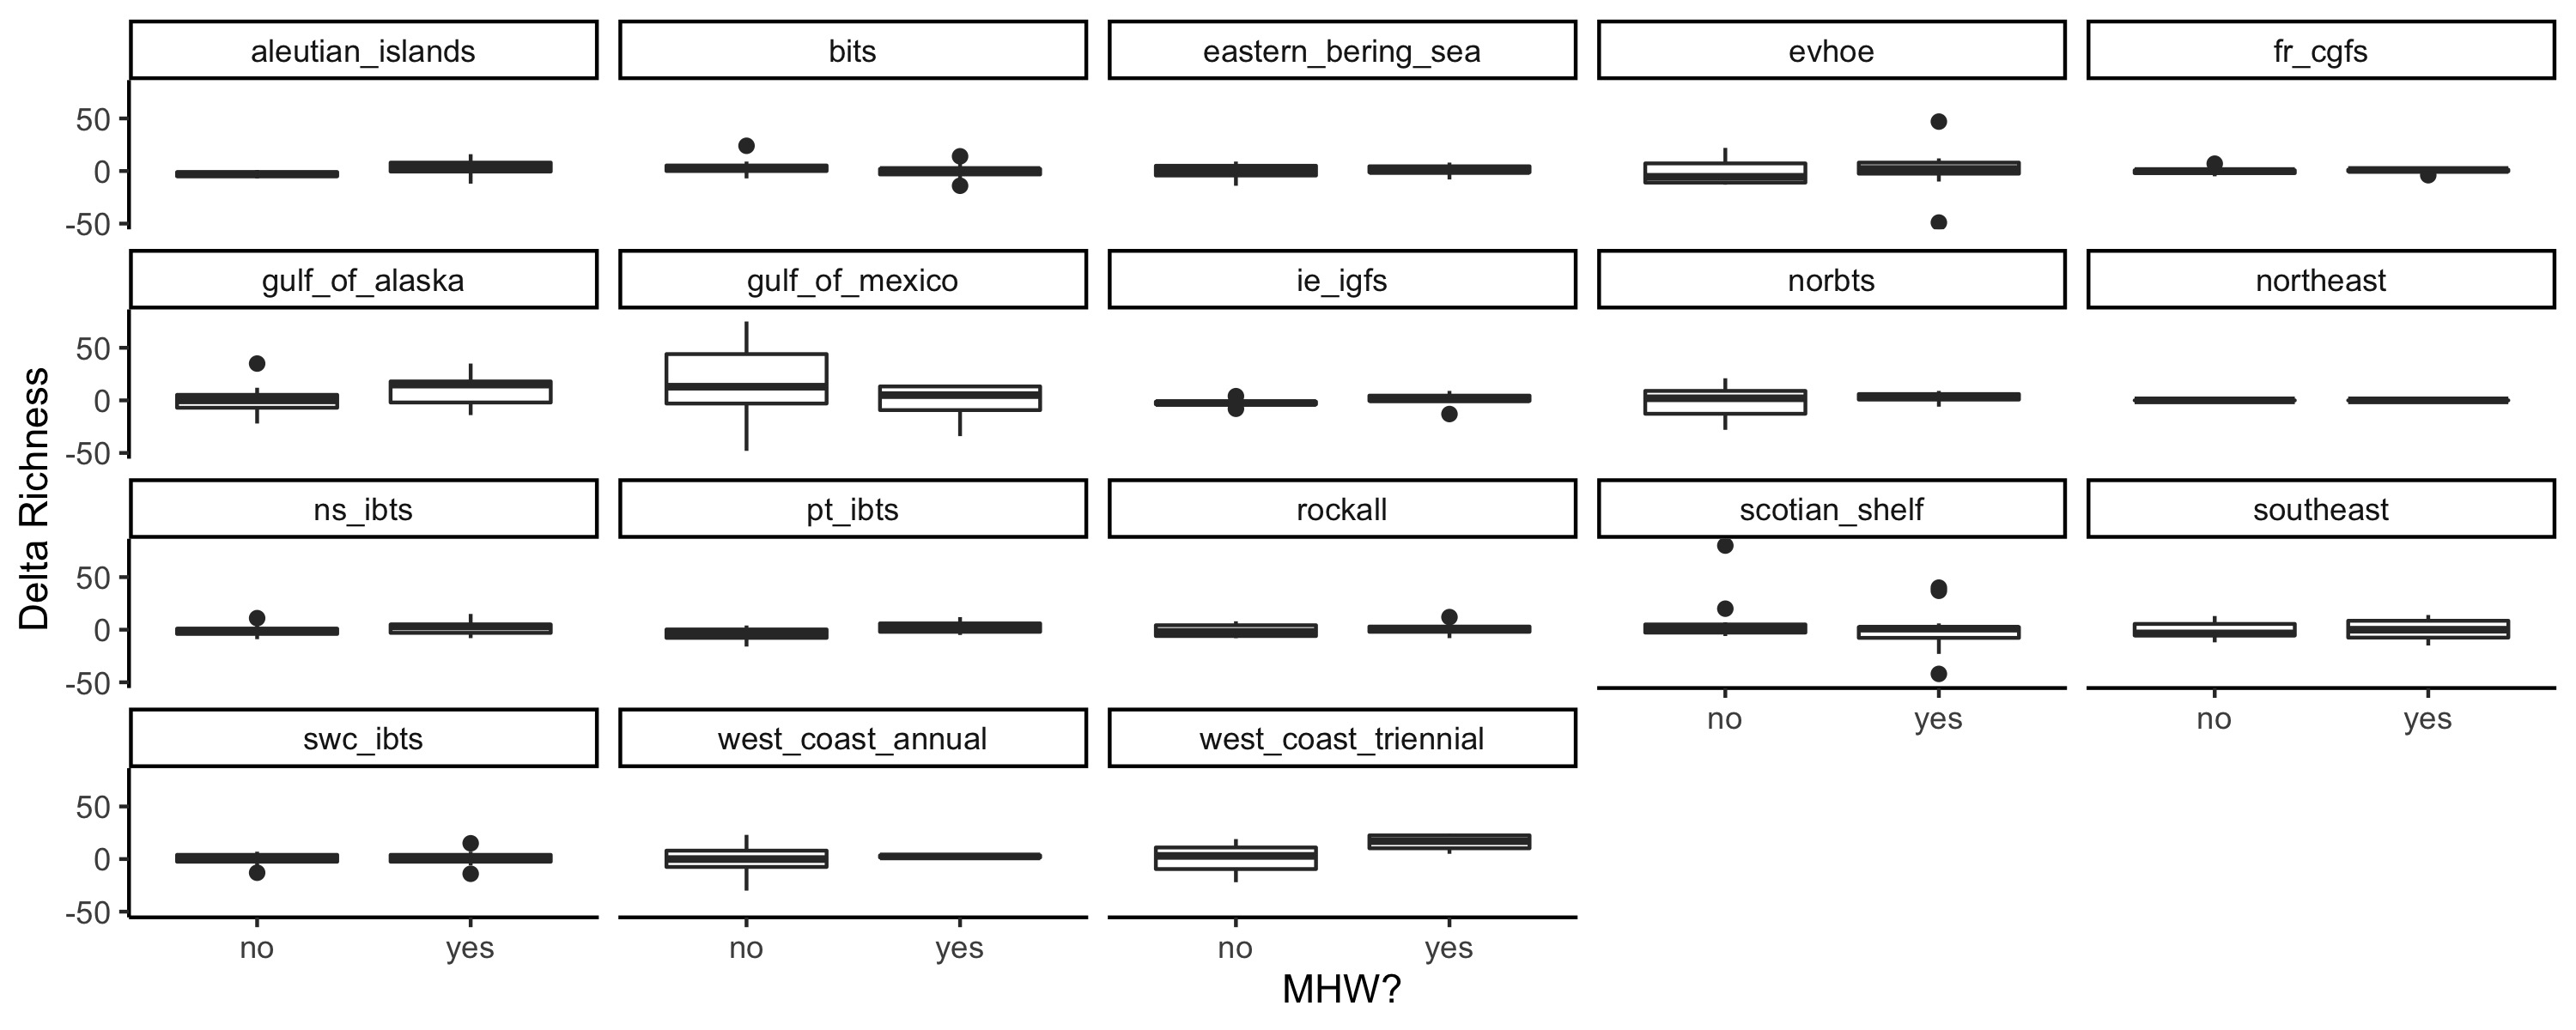 aleutian_islands bits eastern_bering_sea evhoe fr_cgfs
50
0
-50
gulf_of_alaska gulf_of_mexico ie_igfs norbts northeast
50
0
-50
Delta Richness
ns_ibts pt_ibts rockall scotian_shelf southeast
50
0
-50
no yes no yes
swc_ibts west_coast_annual west_coast_triennial
50
0
-50
no yes no yes no yes
MHW?